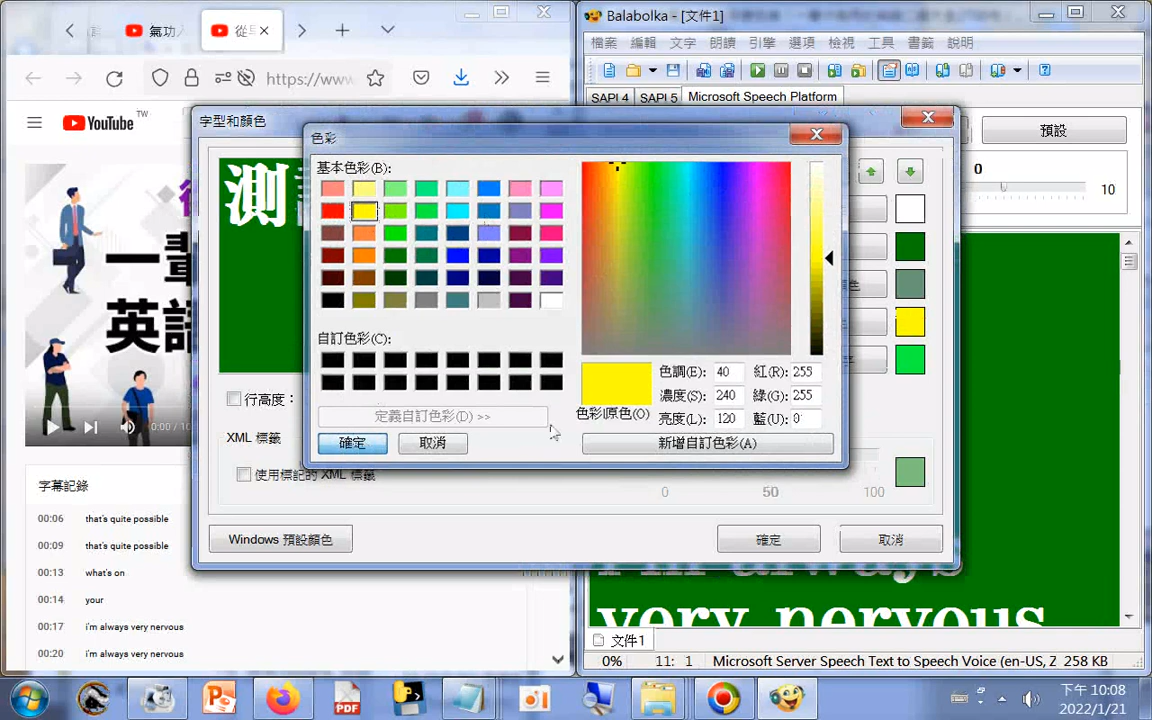 氣功
從
https://www
YouTube TW
一輩
英語
0:00 / 10
字幕記錄
00:06 that's quite possible
00:09 that's quite possible
00:13 what's on
00:14 your
00:17 i'm always very nervous
00:20 i'm always very nervous
Balabolka - [文件1]
檔案 編輯 文字 朗讀 引擎 選項 檢視 工具 書籤 說明
SAPI 4 SAPI 5 Microsoft Speech Platform
預設
0
10
字型和顏色
測
行高度：
XML 標籤
使用標記的 XML 標籤
0 50 100
Windows 預設顏色
確定
取消
色彩
基本色彩(B):
自訂色彩(C):
定義自訂色彩(D) >>
確定
取消
色彩|原色(O)
色調(E): 40 紅(R): 255
濃度(S): 240 綠(G): 255
亮度(L): 120 藍(U): 0
新增自訂色彩(A)
i'm always
very nervous
文件1
0% 11: 1 Microsoft Server Speech Text to Speech Voice (en-US, Z 258 KB
PDF
下午 10:08
2022/1/21